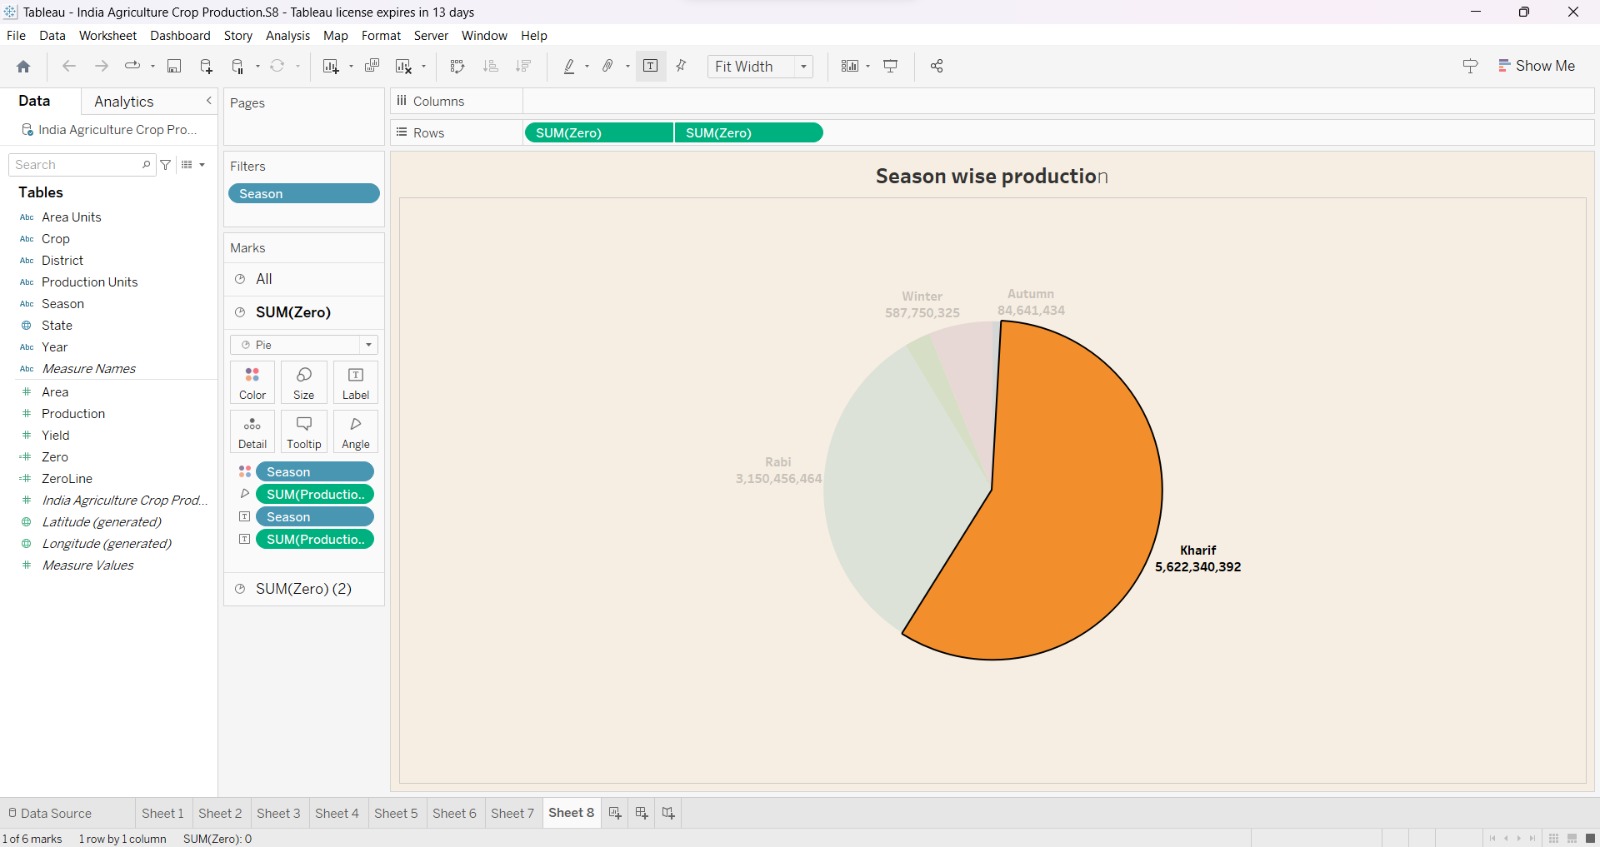 Tableau - India Agriculture Crop Production.S8 - Tableau license expires in 13 days
File Data Worksheet Dashboard Story Analysis Map Format Server Window Help
Fit Width
Show Me
Data Analytics
India Agriculture Crop Pro...
Search
Tables
Abc Area Units
Abc Crop
Abc District
Abc Production Units
Abc Season
State
Abc Year
Abc Measure Names
# Area
# Production
# Yield
=# Zero
=# ZeroLine
# India Agriculture Crop Prod...
Latitude (generated)
Longitude (generated)
# Measure Values
Pages
Filters
Season
Marks
All
SUM(Zero)
Pie
Color Size Label
Detail Tooltip Angle
Season
SUM(Productio..
Season
SUM(Productio..
SUM(Zero) (2)
Columns
Rows SUM(Zero) SUM(Zero)
Season wise production
Winter
587,750,325
Autumn
84,641,434
Rabi
3,150,456,464
Kharif
5,622,340,392
Data Source Sheet 1 Sheet 2 Sheet 3 Sheet 4 Sheet 5 Sheet 6 Sheet 7 Sheet 8
1 of 6 marks 1 row by 1 column SUM(Zero): 0